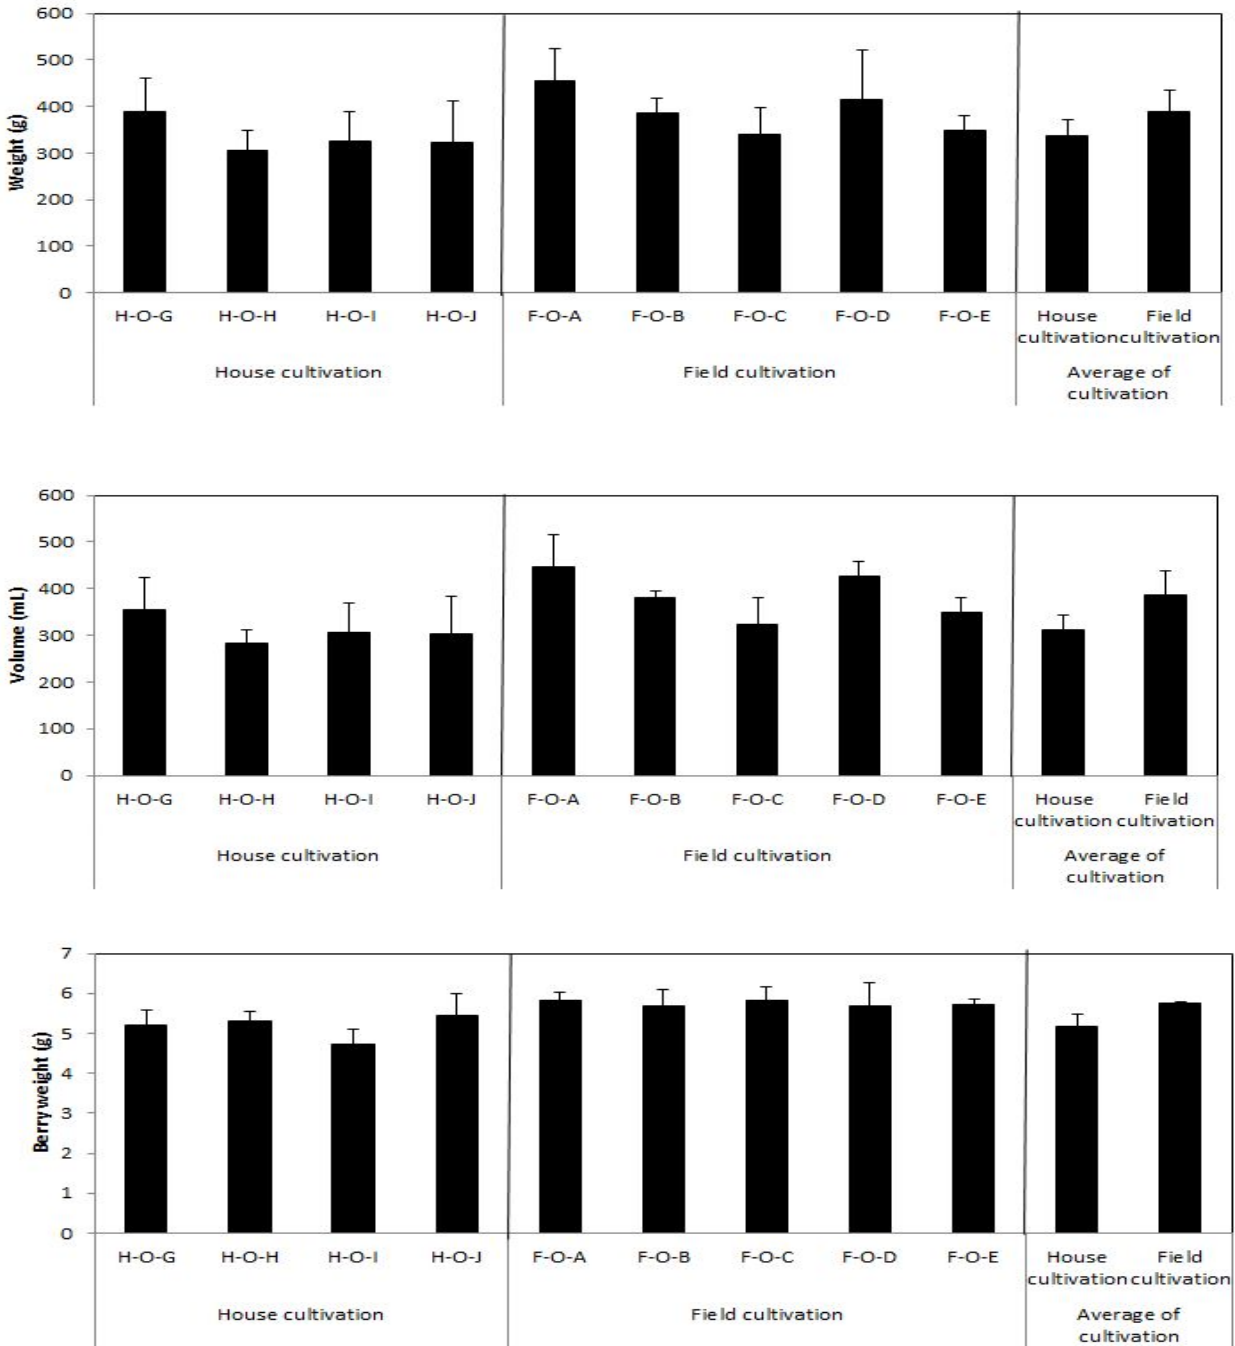 600
500
400
300
200
100
0
Weight (g)
H-O-G H-O-H H-O-I H-O-J F-O-A F-O-B F-O-C F-O-D F-O-E House Field
cultivation cultivation
House cultivation Field cultivation Average of
cultivation
600
500
400
300
200
100
0
Volume (mL)
H-O-G H-O-H H-O-I H-O-J F-O-A F-O-B F-O-C F-O-D F-O-E House Field
cultivation cultivation
House cultivation Field cultivation Average of
cultivation
7
6
5
4
3
2
1
0
Berry weight (g)
H-O-G H-O-H H-O-I H-O-J F-O-A F-O-B F-O-C F-O-D F-O-E House Field
cultivation cultivation
House cultivation Field cultivation Average of
cultivation